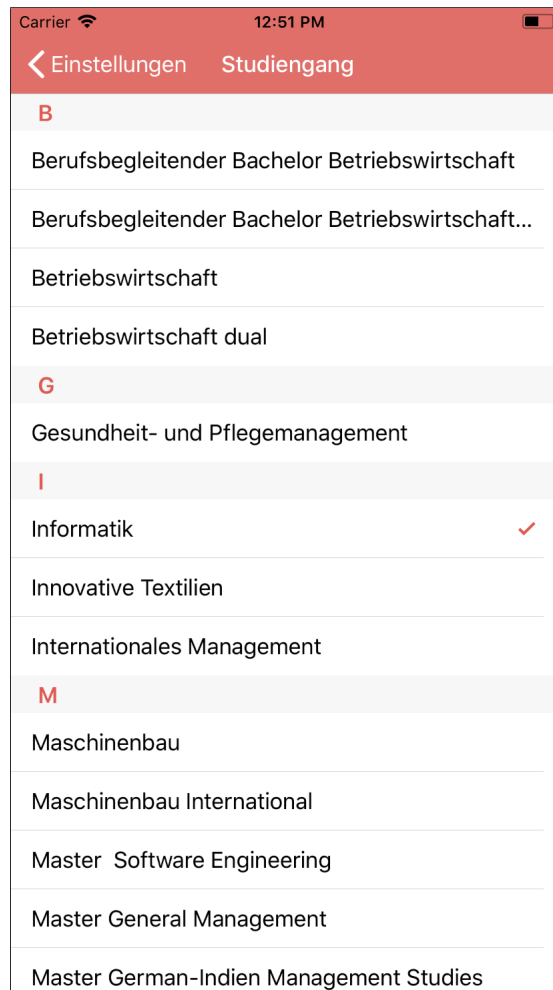 Carrier 12:51 PM
Einstellungen Studiengang
B
Berufsbegleitender Bachelor Betriebswirtschaft
Berufsbegleitender Bachelor Betriebswirtschaft...
Betriebswirtschaft
Betriebswirtschaft dual
G
Gesundheit- und Pflegemanagement
I
Informatik
Innovative Textilien
Internationales Management
M
Maschinenbau
Maschinenbau International
Master  Software Engineering
Master General Management
Master German-Indien Management Studies